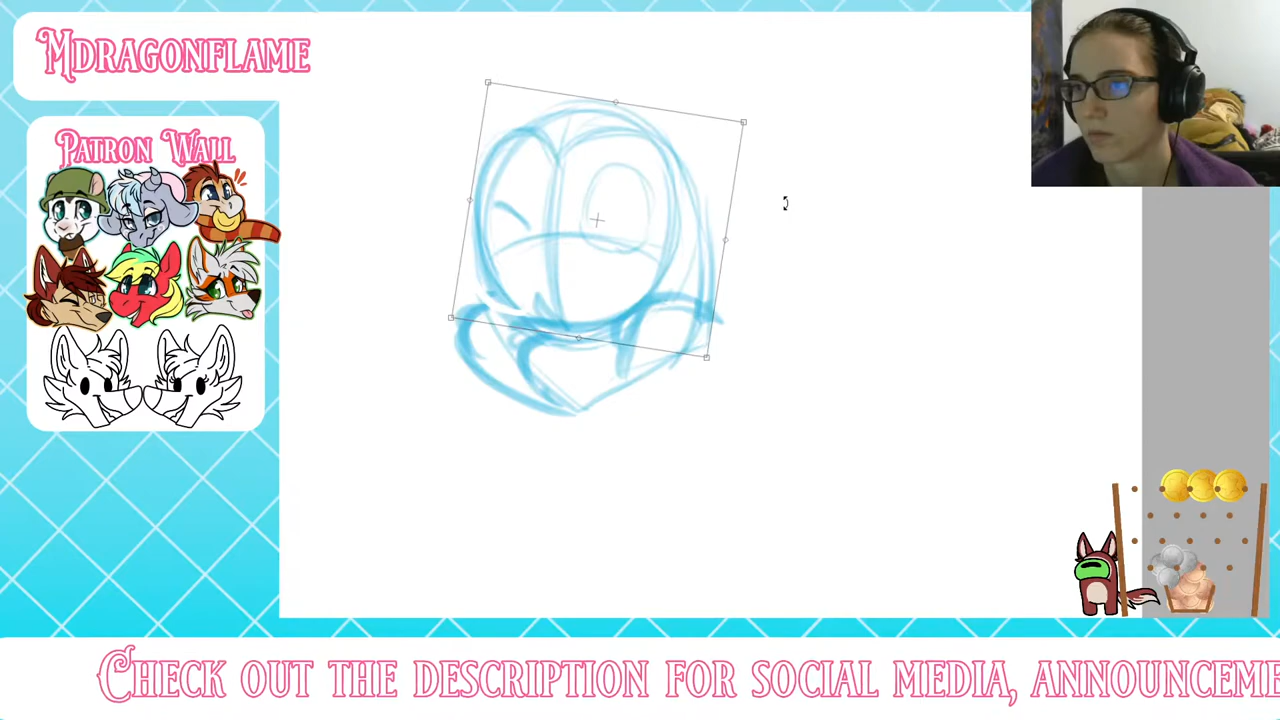 Mdragonflame
Patron Wall
Check out the description for social media, announceme